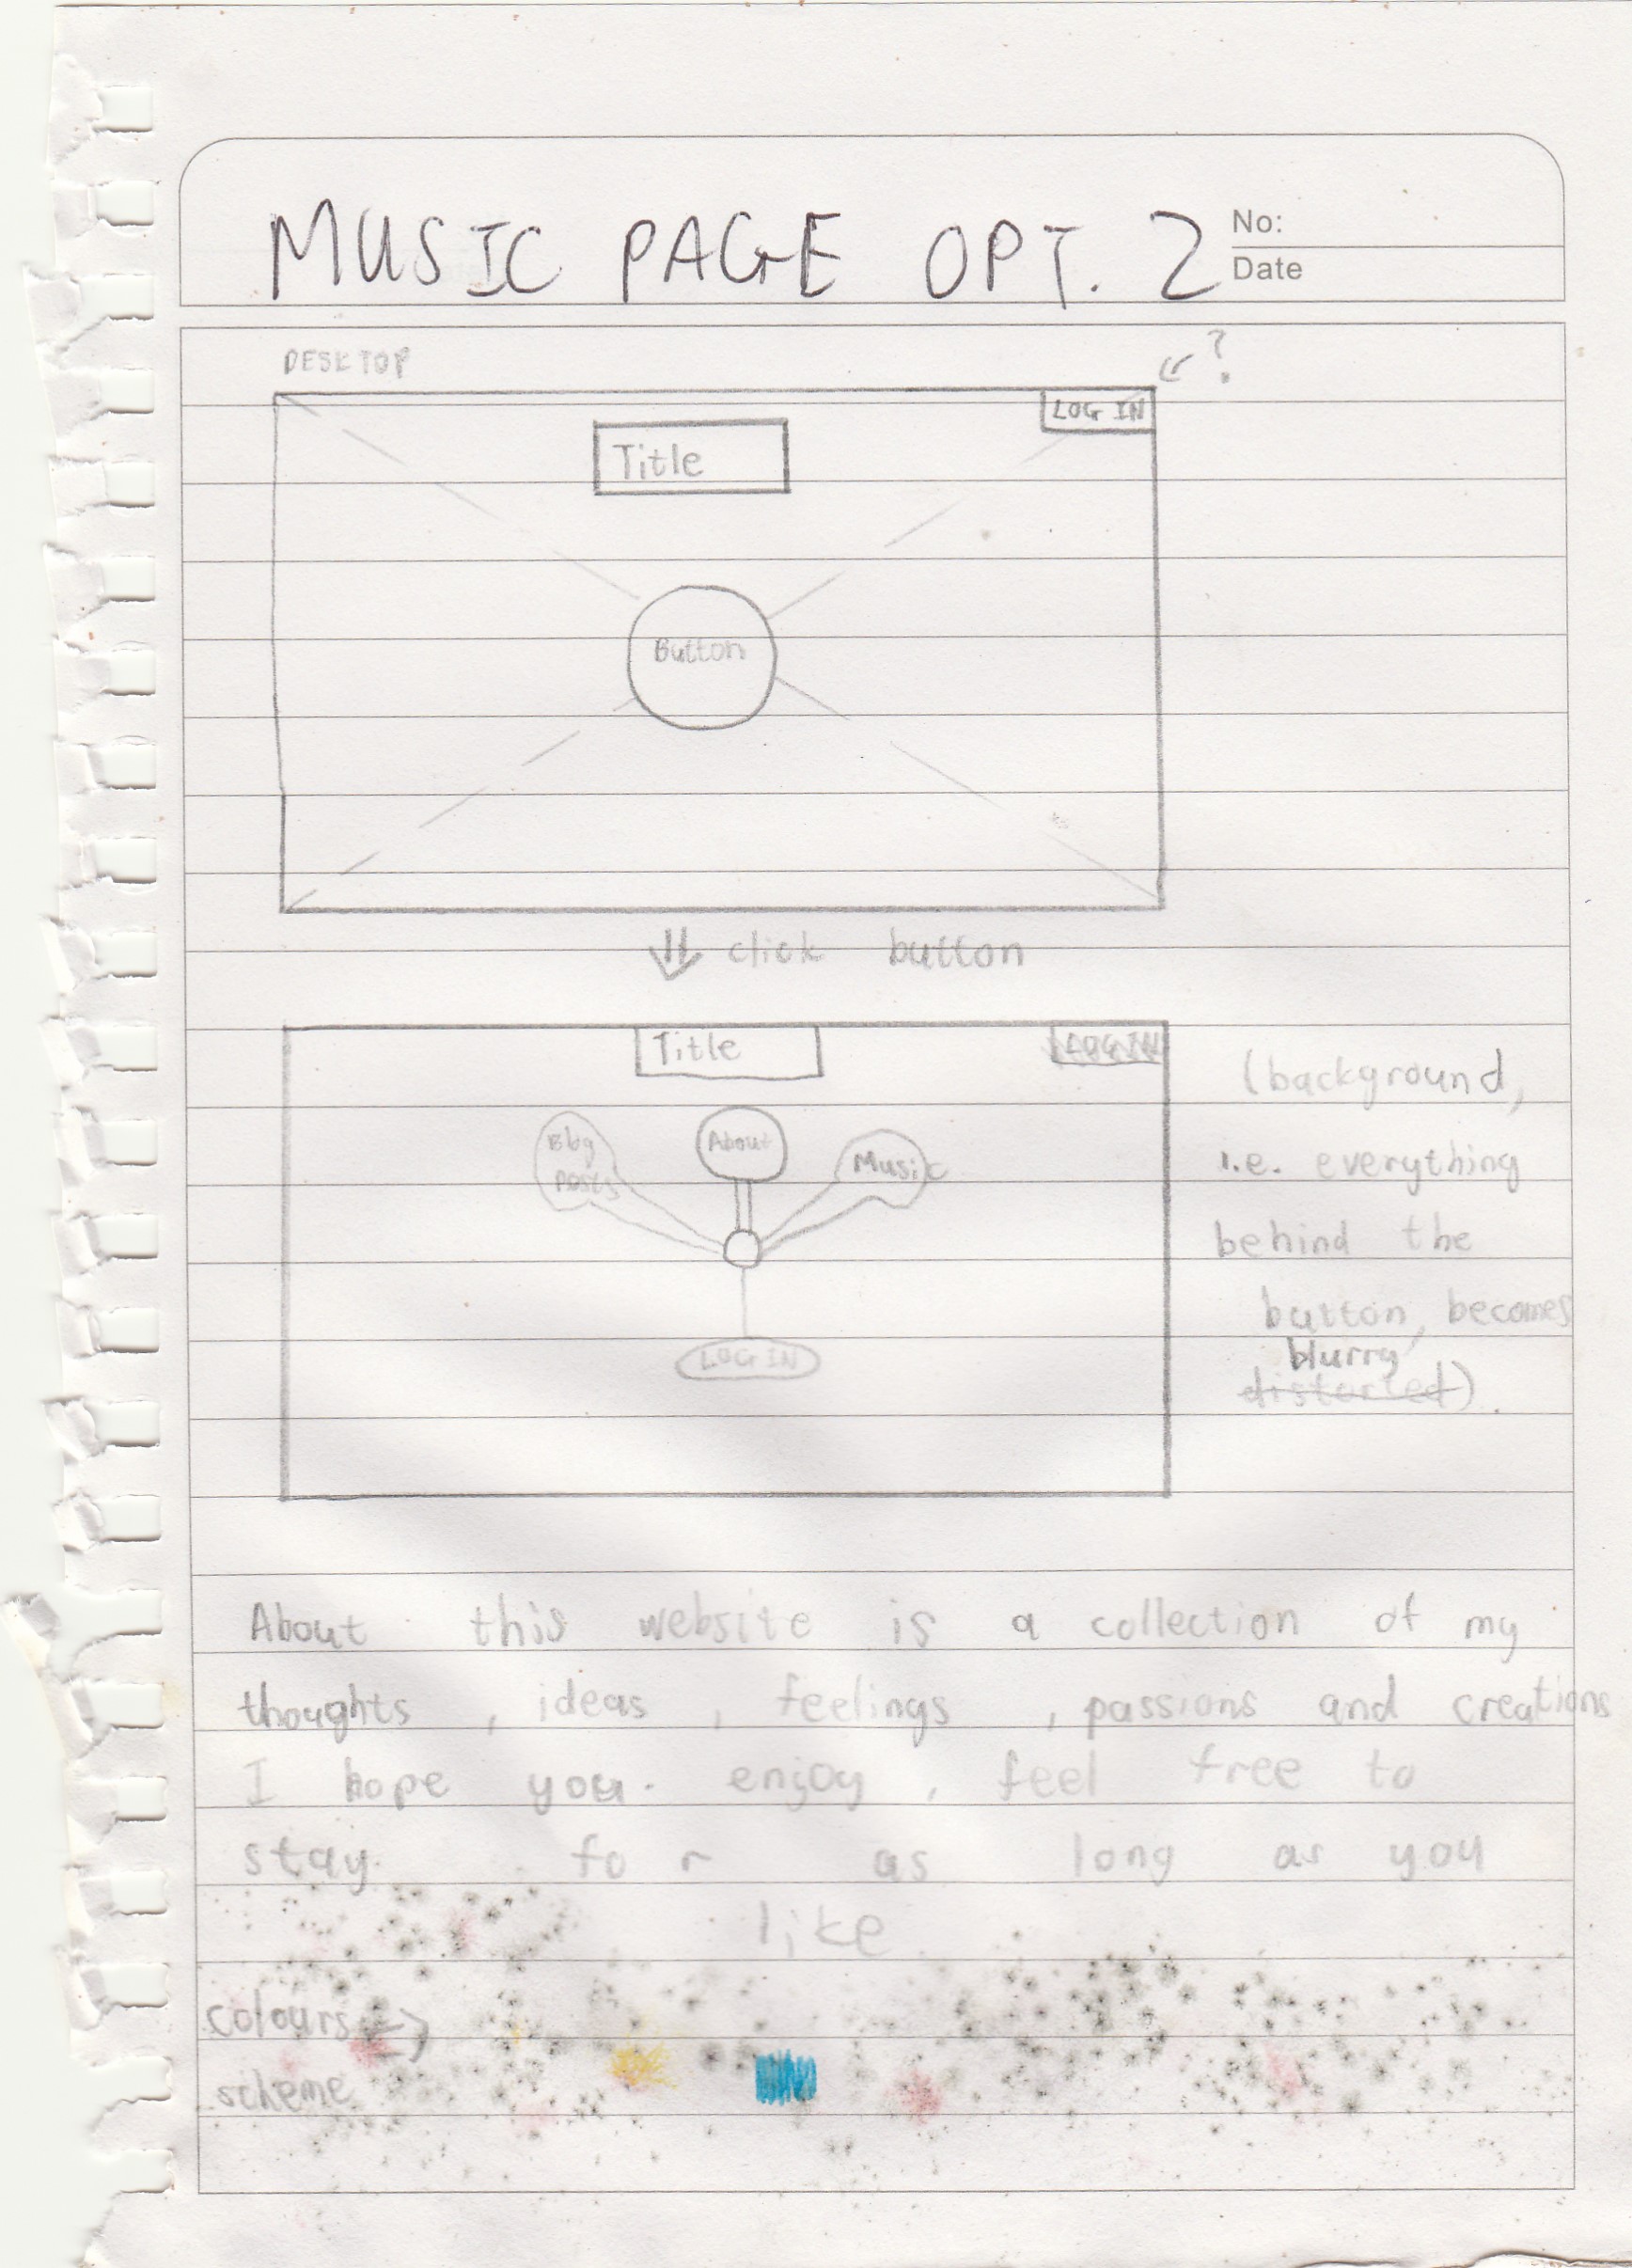 MUSIC PAGE OPT. 2
No:
Date
DESKTOP
?
LOG IN
Title
Button
click button
Title
LOG IN
Blog
posts
About
Music
LOG IN
(background,
i.e. everything
behind the
button, becomes
blurry
distorted).
About this website is a collection of my
thoughts, ideas, feelings, passions and creations
I hope you. enjoy, feel free to
stay. for as long as you
like
colours
scheme